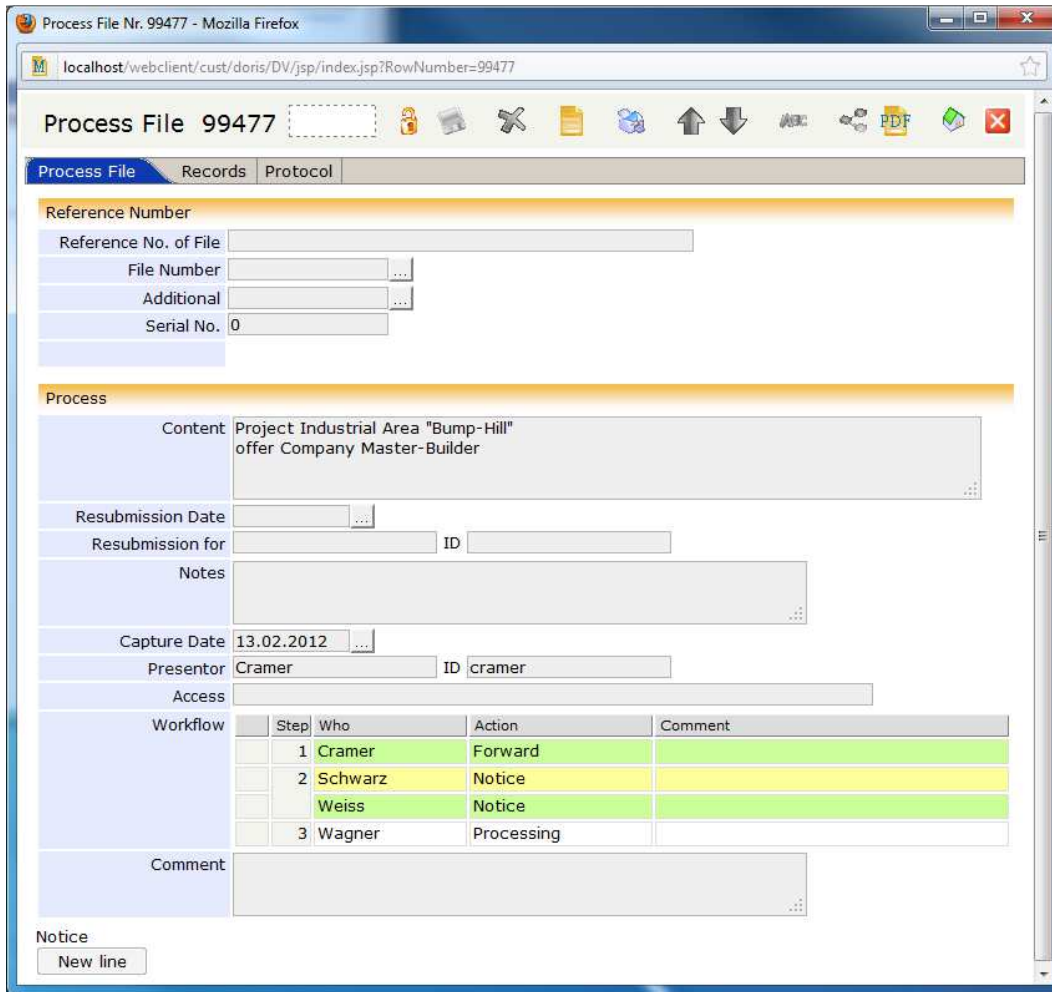 Process File Nr. 99477 - Mozilla Firefox
localhost/webclient/cust/doris/DV/jsp/index.jsp?RowNumber=99477
Process File 99477
ABC
PDF
Process File Records Protocol
Reference Number
Reference No. of File
File Number ...
Additional ...
Serial No. 0
Process
Content Project Industrial Area "Bump-Hill"
offer Company Master-Builder
Resubmission Date ...
Resubmission for ID
Notes
Capture Date 13.02.2012 ...
Presentor Cramer ID cramer
Access
Workflow Step Who Action Comment
1 Cramer Forward
2 Schwarz Notice
Weiss Notice
3 Wagner Processing
Comment
Notice
New line